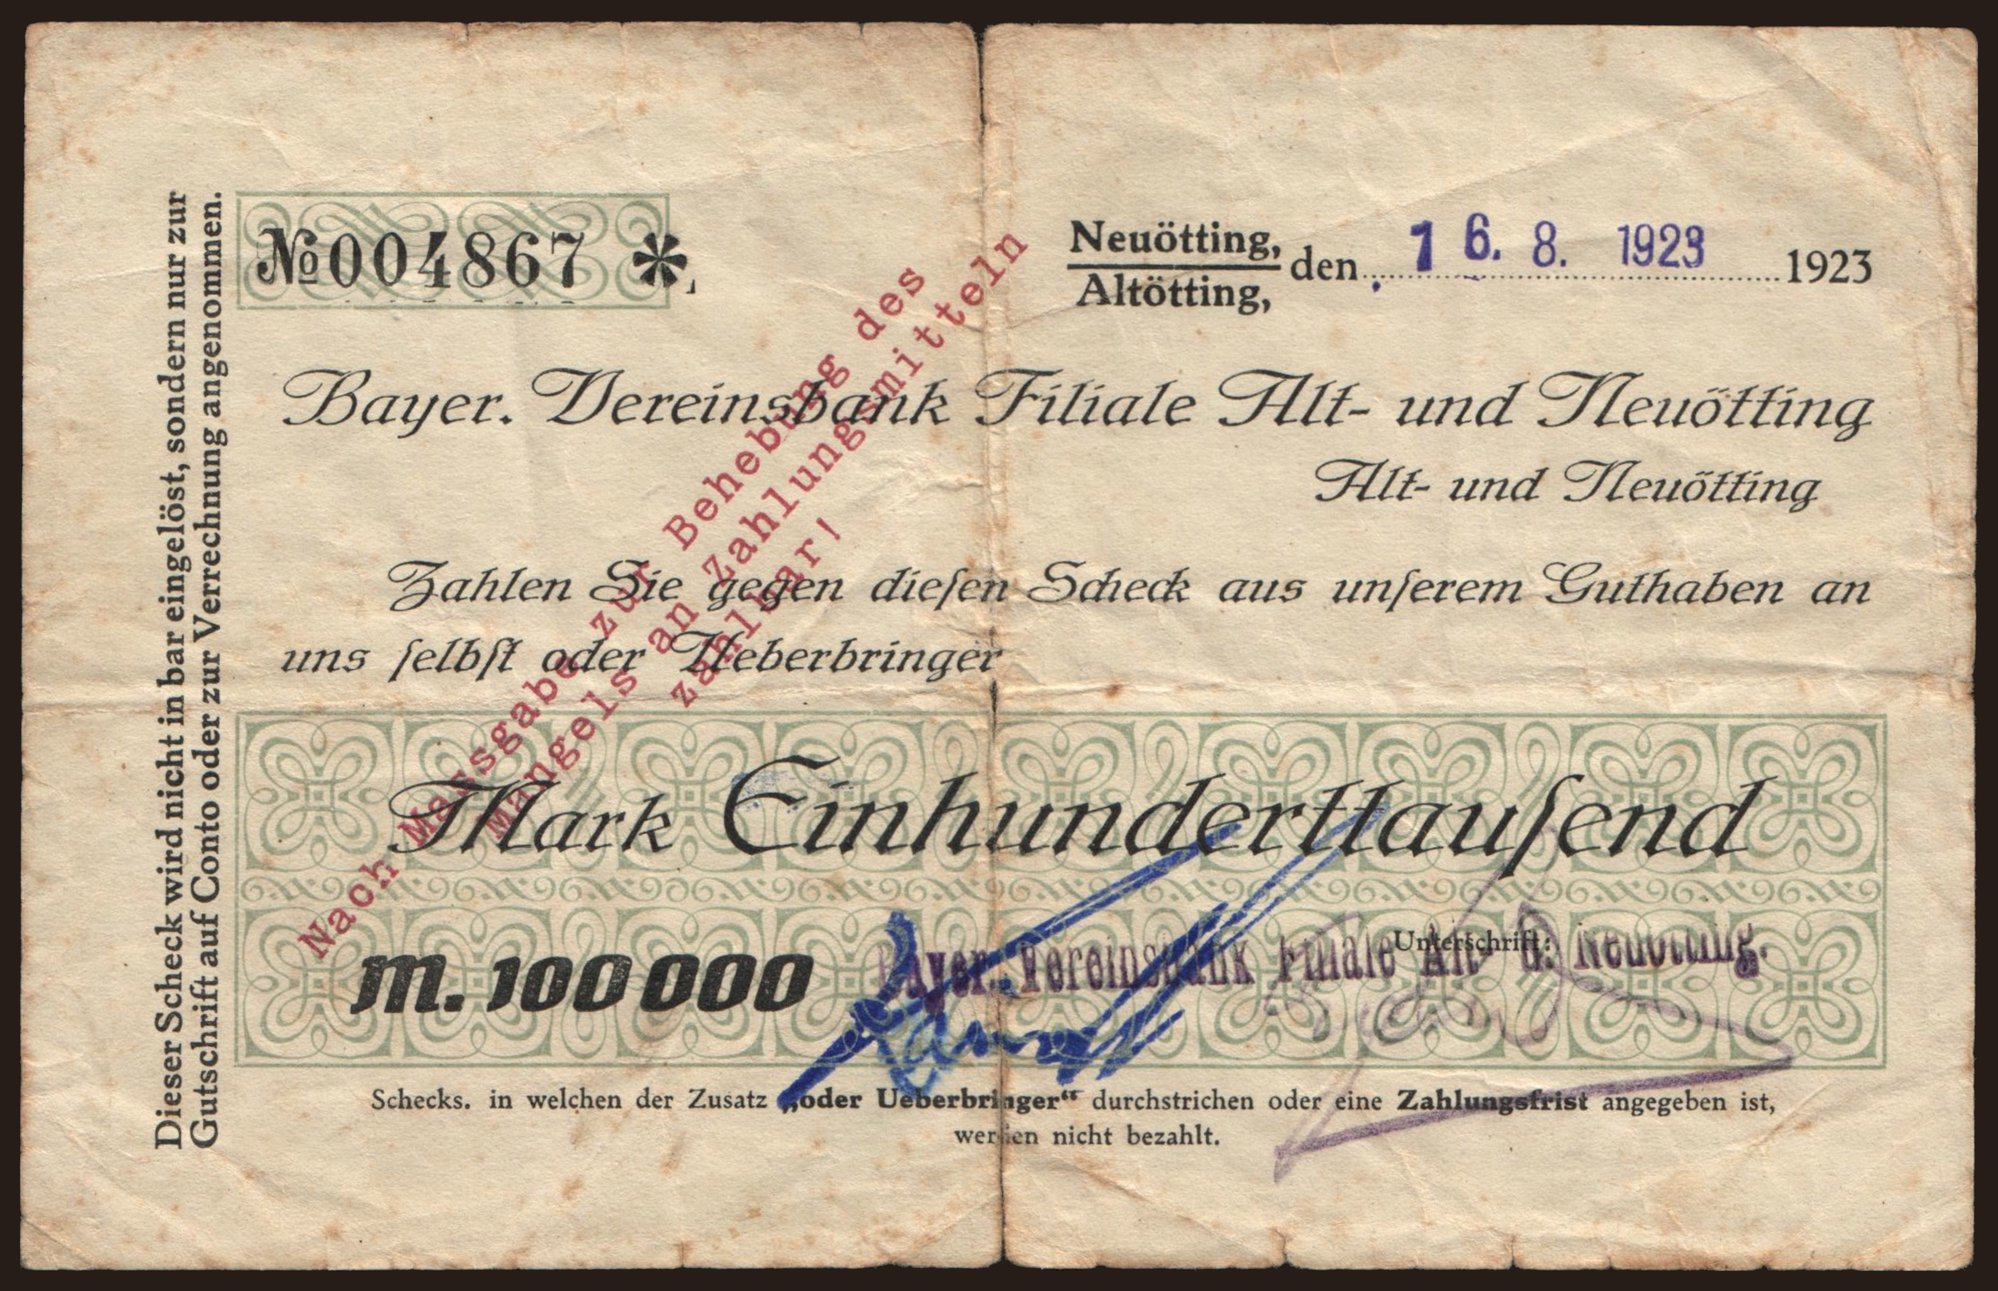 №004867 *
Neuötting,
Altötting,
den 16. 8. 1923 1923
Bayer. Vereinsbank Filiale Alt- und Neuötting
Alt- und Neuötting
Zahlen Sie gegen dieſen Scheck aus unſerem Guthaben an
uns ſelbſt oder Ueberbringer
Mark Einhunderttauſend
M. 100000
Unterschrift:
Bayer. Vereinsbank Filiale Alt- u. Neuötting.
Schecks. in welchen der Zusatz „oder Ueberbringer“ durchstrichen oder eine Zahlungsfrist angegeben ist,
werden nicht bezahlt.
Dieser Scheck wird nicht in bar eingelöst, sondern nur zur
Gutschrift auf Conto oder zur Verrechnung angenommen.
Nach Massgabe zur Behebung des
Mangels an Zahlungsmitteln
zahlbar!